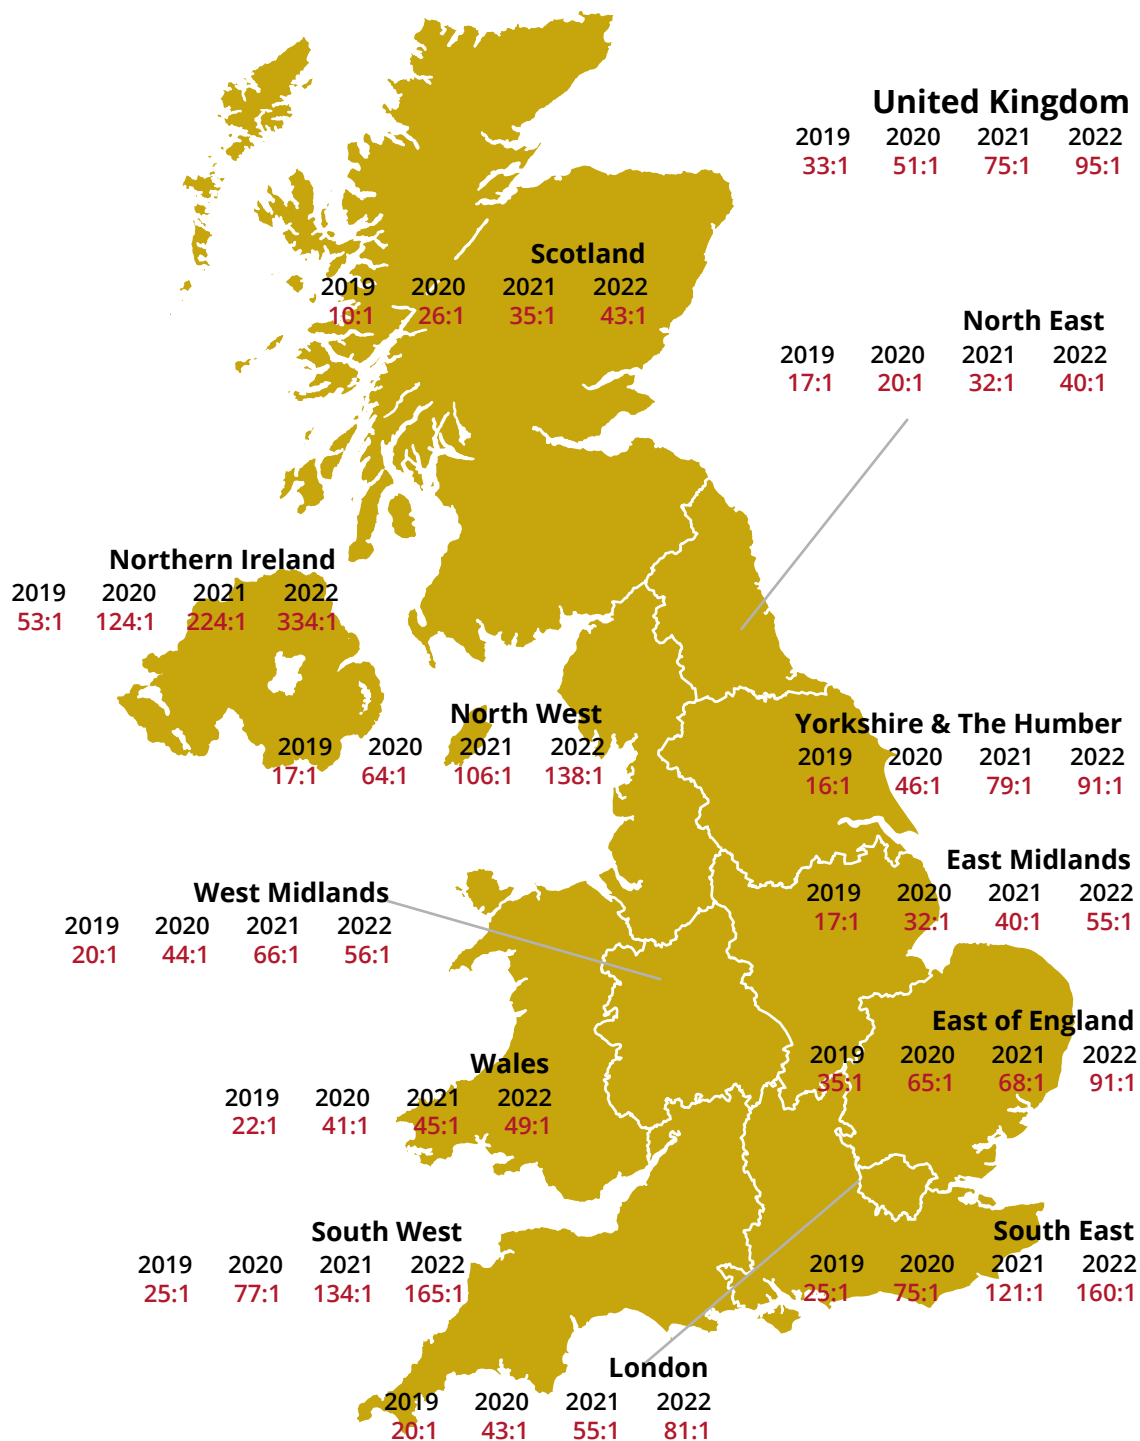 United Kingdom
2019 2020 2021 2022
33:1 51:1 75:1 95:1
Scotland
2019 2020 2021 2022
10:1 26:1 35:1 43:1
North East
2019 2020 2021 2022
17:1 20:1 32:1 40:1
Northern Ireland
2019 2020 2021 2022
53:1 124:1 224:1 334:1
North West
2019 2020 2021 2022
17:1 64:1 106:1 138:1
Yorkshire & The Humber
2019 2020 2021 2022
16:1 46:1 79:1 91:1
East Midlands
2019 2020 2021 2022
17:1 32:1 40:1 55:1
West Midlands
2019 2020 2021 2022
20:1 44:1 66:1 56:1
East of England
2019 2020 2021 2022
35:1 65:1 68:1 91:1
Wales
2019 2020 2021 2022
22:1 41:1 45:1 49:1
South West
2019 2020 2021 2022
25:1 77:1 134:1 165:1
South East
2019 2020 2021 2022
25:1 75:1 121:1 160:1
London
2019 2020 2021 2022
20:1 43:1 55:1 81:1